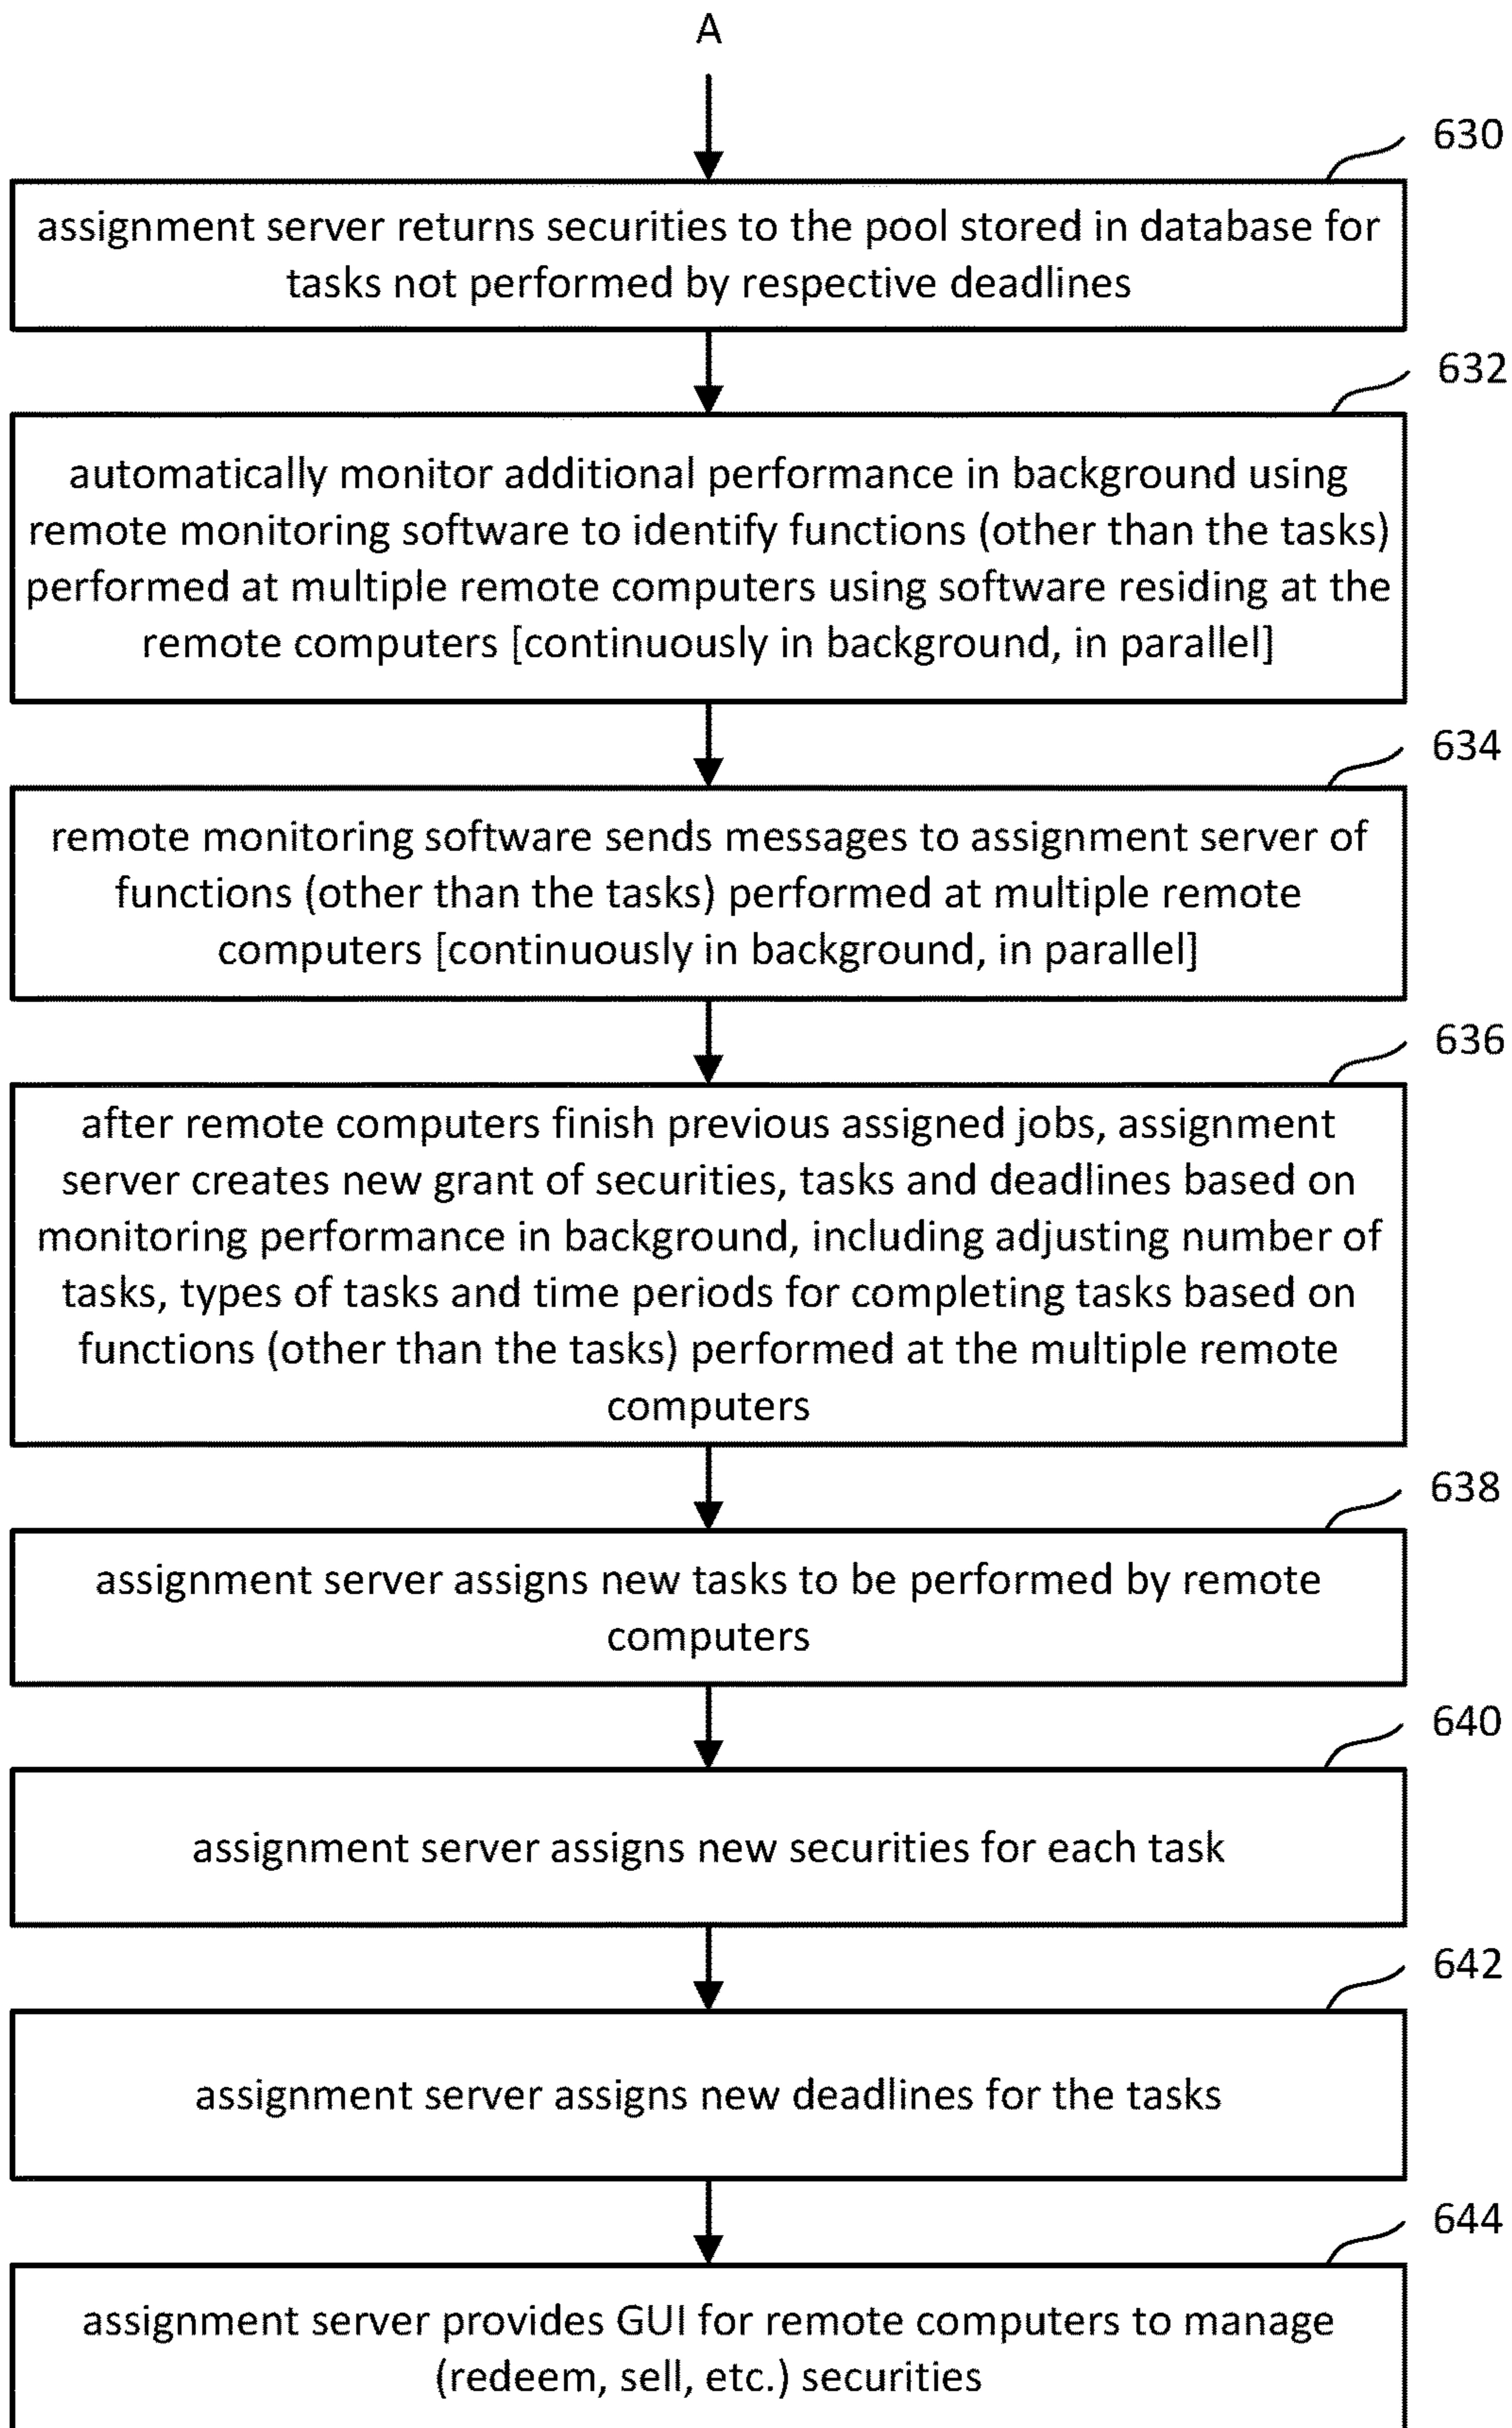 A
630
assignment server returns securities to the pool stored in database for
tasks not performed by respective deadlines
632
automatically monitor additional performance in background using
remote monitoring software to identify functions (other than the tasks)
performed at multiple remote computers using software residing at the
remote computers [continuously in background, in parallel]
634
remote monitoring software sends messages to assignment server of
functions (other than the tasks) performed at multiple remote
computers [continuously in background, in parallel]
636
after remote computers finish previous assigned jobs, assignment
server creates new grant of securities, tasks and deadlines based on
monitoring performance in background, including adjusting number of
tasks, types of tasks and time periods for completing tasks based on
functions (other than the tasks) performed at the multiple remote
computers
638
assignment server assigns new tasks to be performed by remote
computers
640
assignment server assigns new securities for each task
642
assignment server assigns new deadlines for the tasks
644
assignment server provides GUI for remote computers to manage
(redeem, sell, etc.) securities